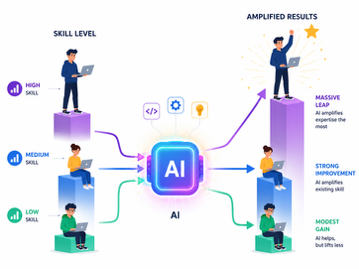 SKILL LEVEL
AMPLIFIED RESULTS
HIGH
SKILL
MEDIUM
SKILL
LOW
SKILL
</>
AI
AI
MASSIVE
LEAP
AI amplifies
expertise the
most
STRONG
IMPROVEMENT
AI amplifies
existing skill
MODEST
GAIN
AI helps,
but lifts less